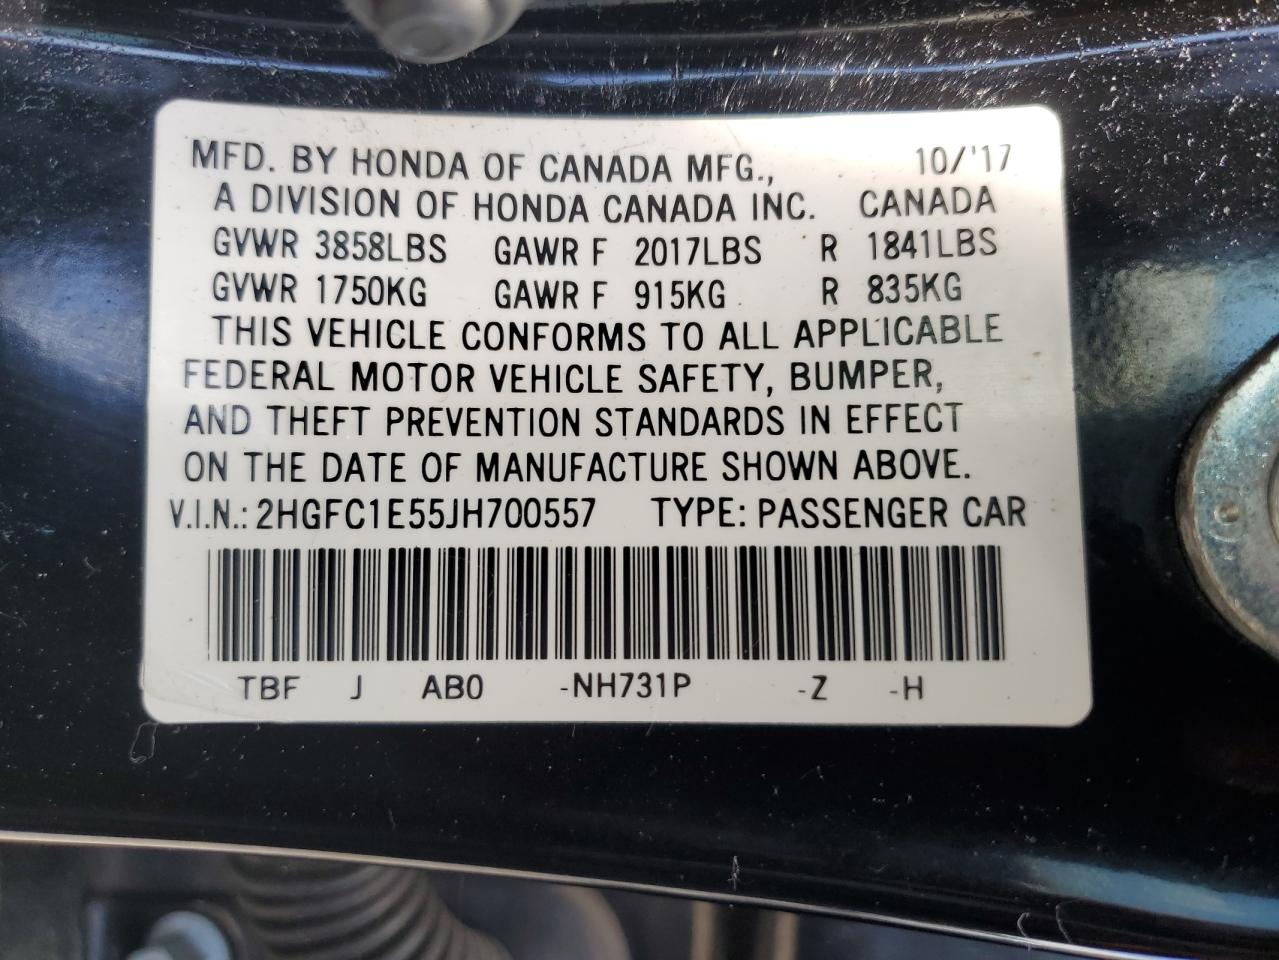 MFD. BY HONDA OF CANADA MFG., 10/'17
A DIVISION OF HONDA CANADA INC. CANADA
GVWR 3858LBS GAWR F 2017LBS R 1841LBS
GVWR 1750KG GAWR F 915KG R 835KG
THIS VEHICLE CONFORMS TO ALL APPLICABLE
FEDERAL MOTOR VEHICLE SAFETY, BUMPER,
AND THEFT PREVENTION STANDARDS IN EFFECT
ON THE DATE OF MANUFACTURE SHOWN ABOVE.
V.I.N.: 2HGFC1E55JH700557 TYPE: PASSENGER CAR
TBF J AB0 -NH731P -Z -H